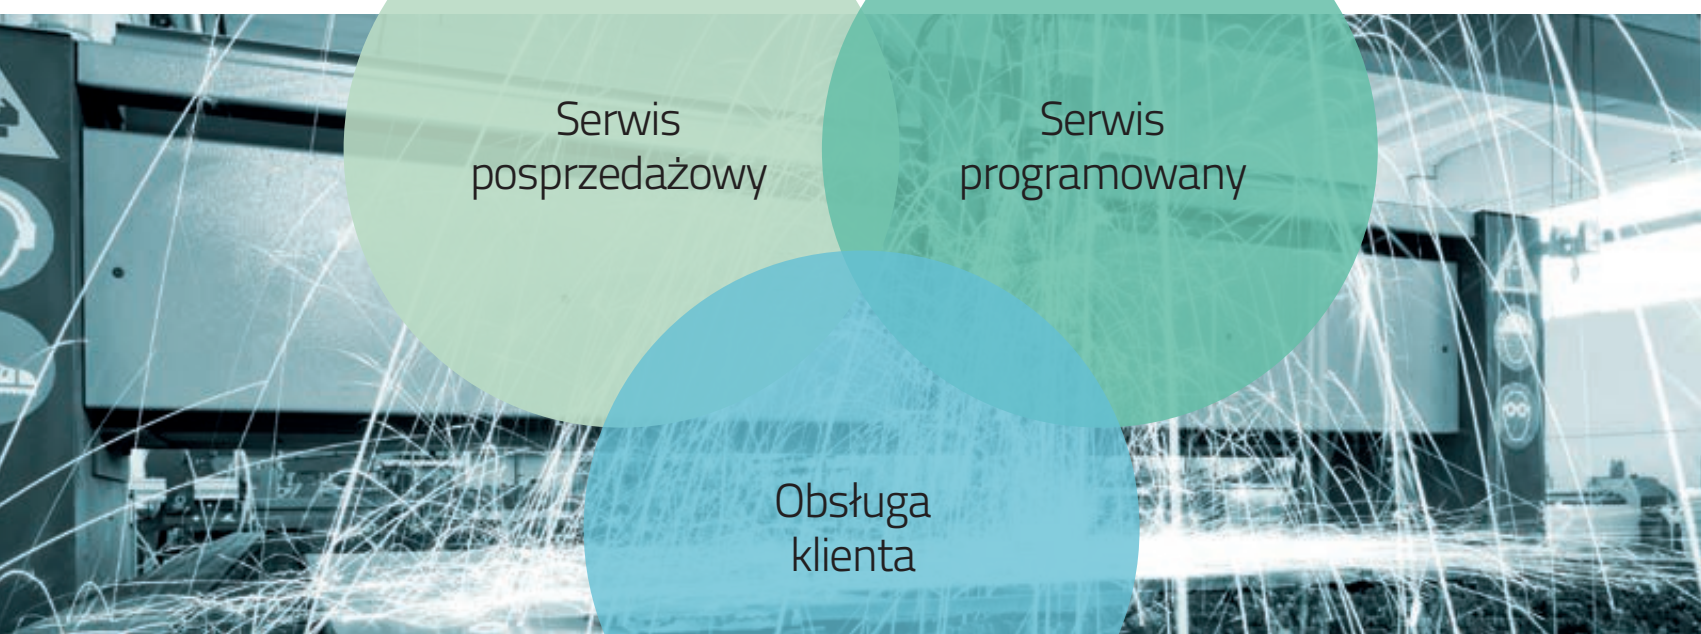 Serwis
posprzedażowy
Serwis
programowany
Obsługa
klienta